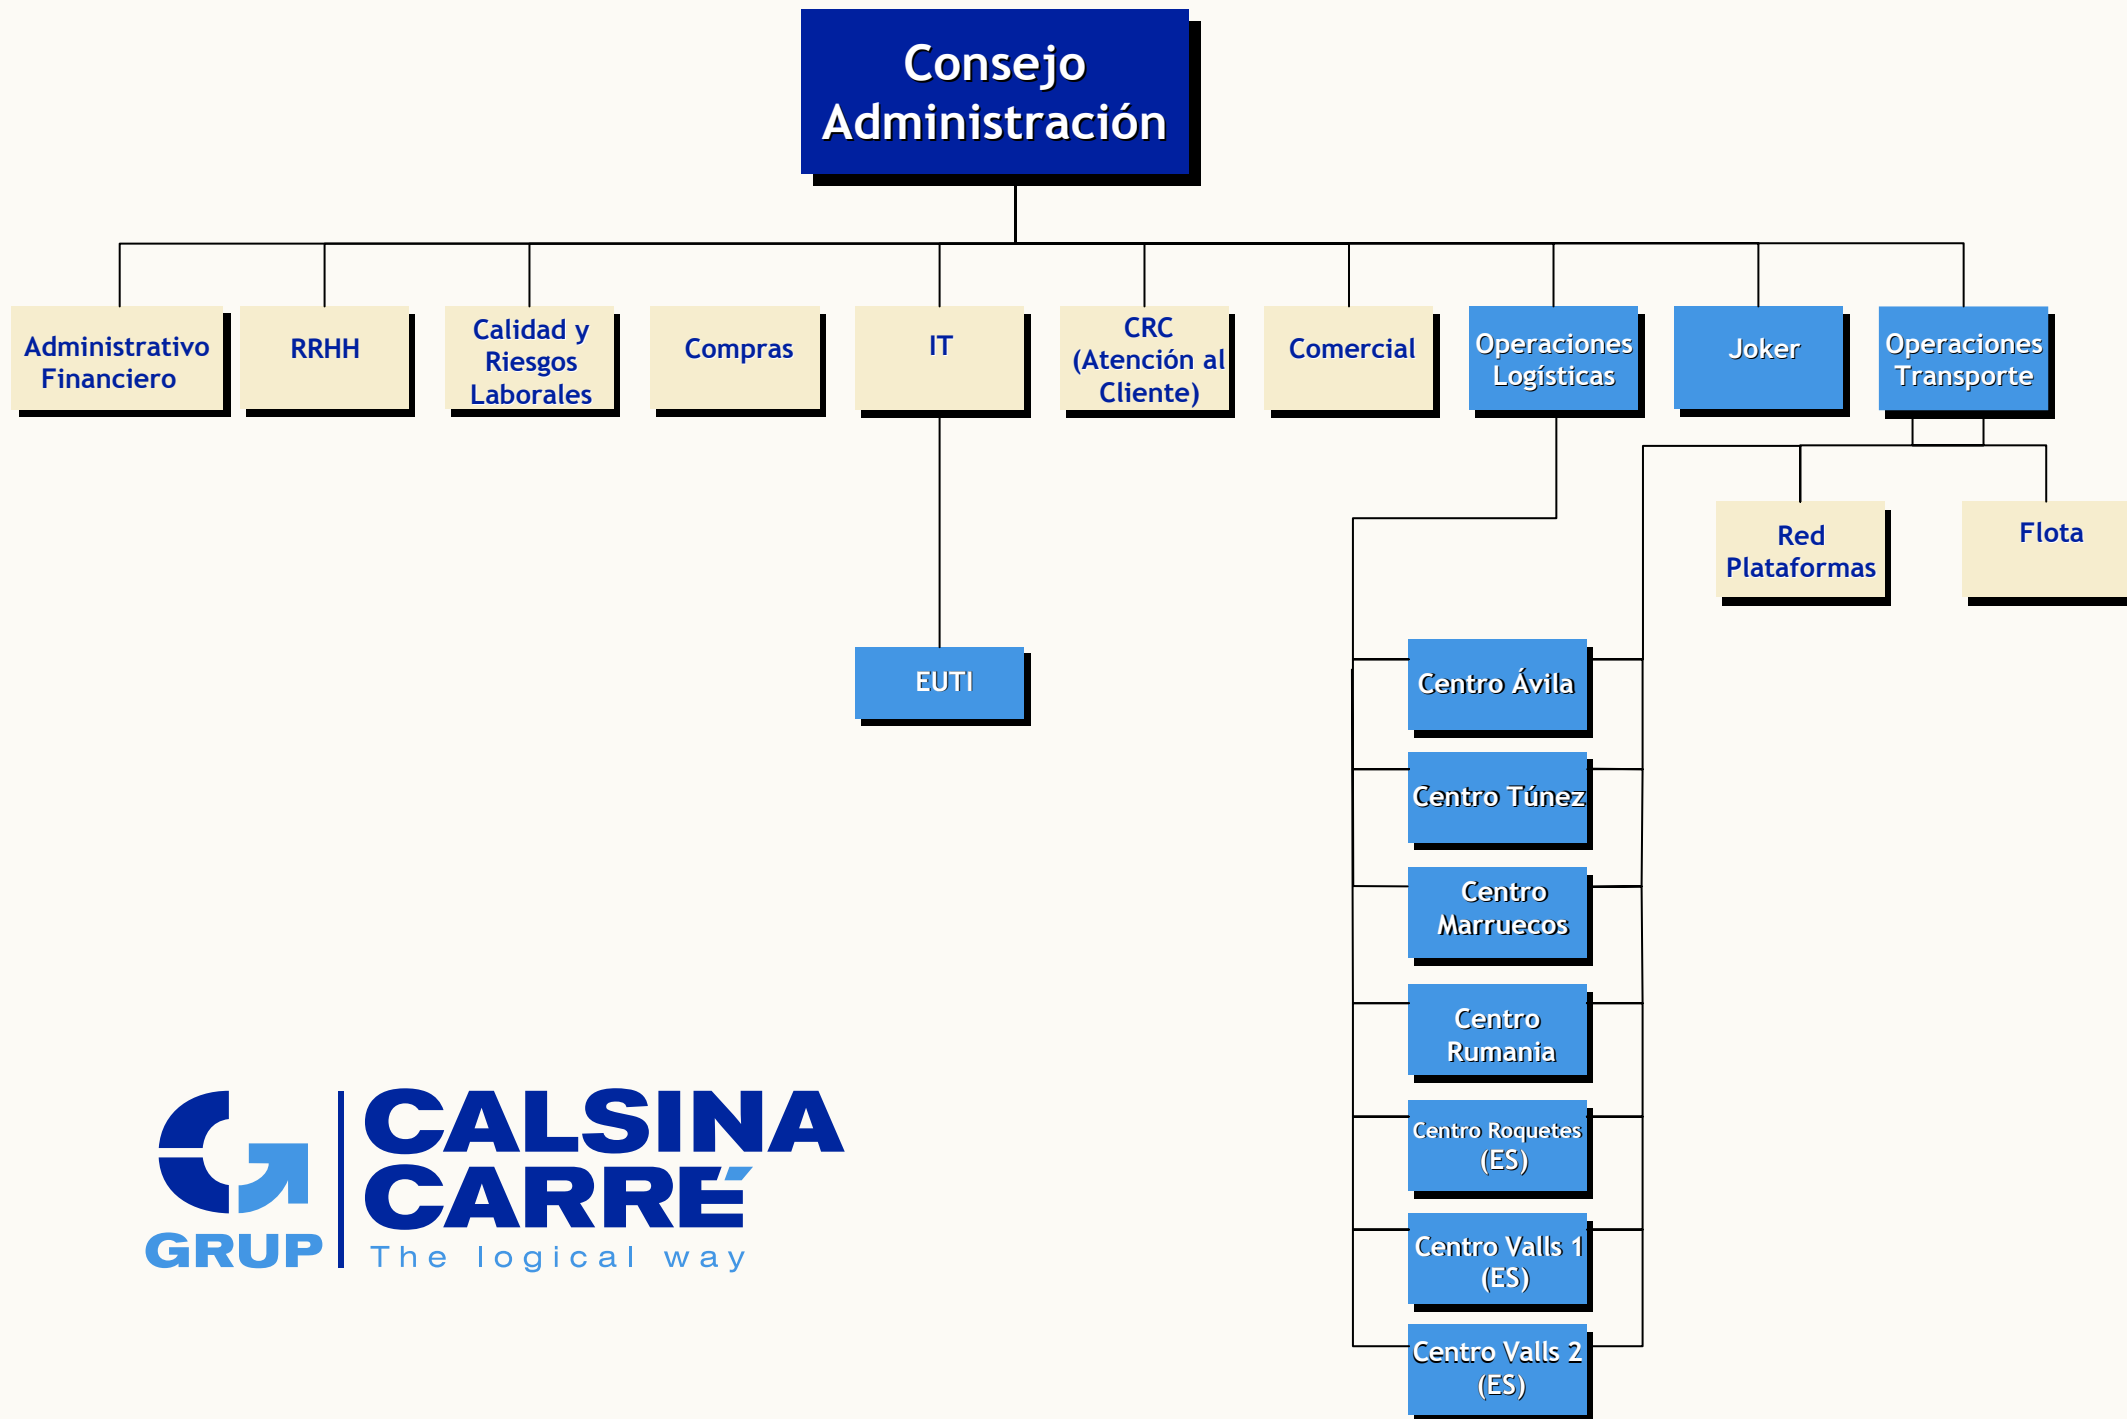 Consejo
Administración
Administrativo
Financiero
RRHH
Calidad y
Riesgos
Laborales
Compras
IT
CRC
(Atención al
Cliente)
Comercial
Operaciones
Logísticas
Joker
Operaciones
Transporte
Red
Plataformas
Flota
EUTI
Centro Ávila
Centro Túnez
Centro
Marruecos
Centro
Rumania
Centro Roquetes
(ES)
Centro Valls 1
(ES)
Centro Valls 2
(ES)
GRUP
CALSINA
CARRÉ
The logical way